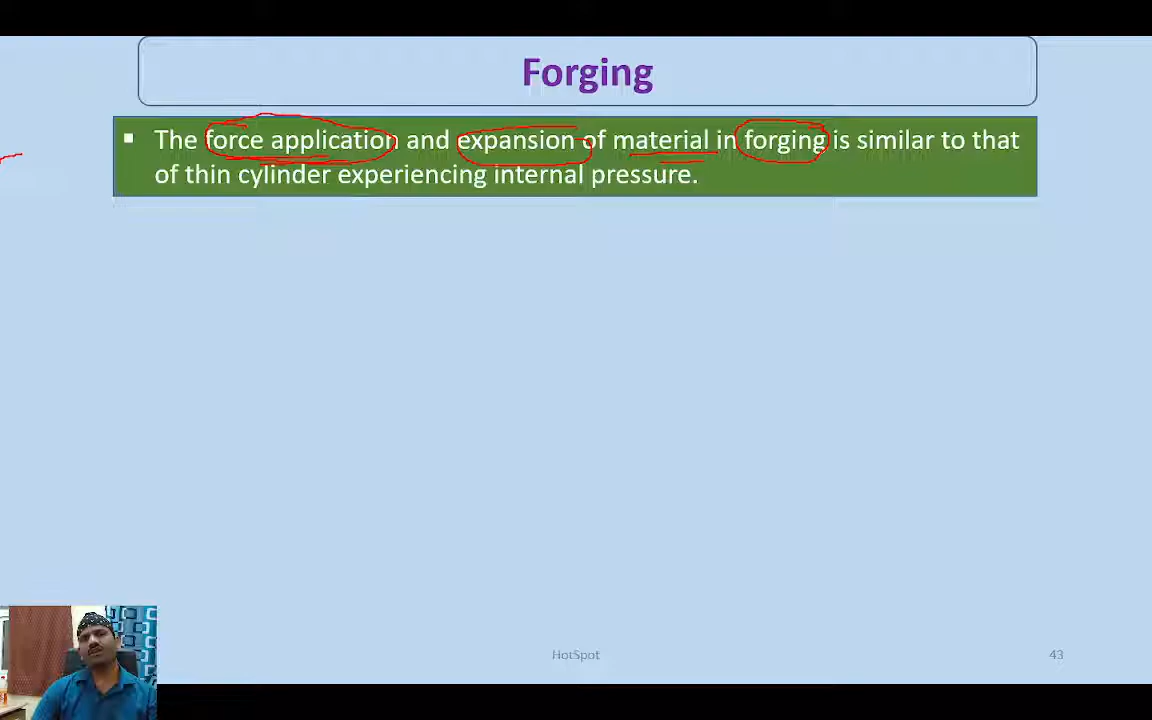 Forging
▪ The force application and expansion of material in forging is similar to that
of thin cylinder experiencing internal pressure.
HotSpot
43